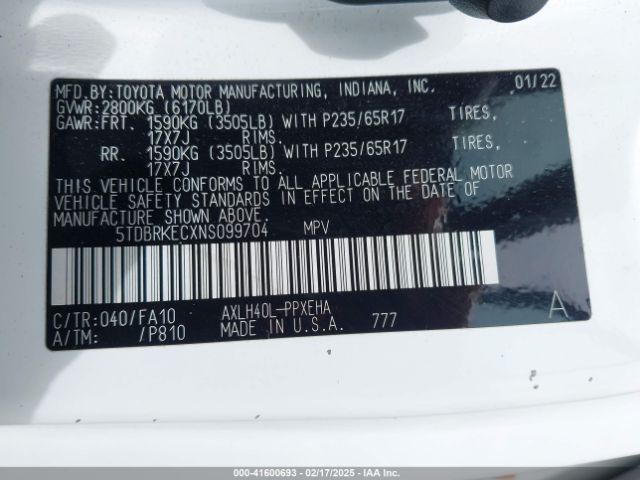 MFD.BY:TOYOTA MOTOR MANUFACTURING, INDIANA, INC. 01/22
GVWR:2800KG (6170LB)
GAWR:FRT. 1590KG (3505LB) WITH P235/65R17 TIRES,
17X7J RIMS.
RR. 1590KG (3505LB) WITH P235/65R17 TIRES,
17X7J RIMS.
THIS VEHICLE CONFORMS TO ALL APPLICABLE FEDERAL MOTOR
VEHICLE SAFETY STANDARDS IN EFFECT ON THE DATE OF
MANUFACTURE SHOWN ABOVE.
5TDBRKECXNS099704 MPV
C/TR:040/FA10 AXLH40L-PPXEHA
A/TM: /P810 MADE IN U.S.A. 777 A
000-41600693 - 02/17/2025 - IAA Inc.